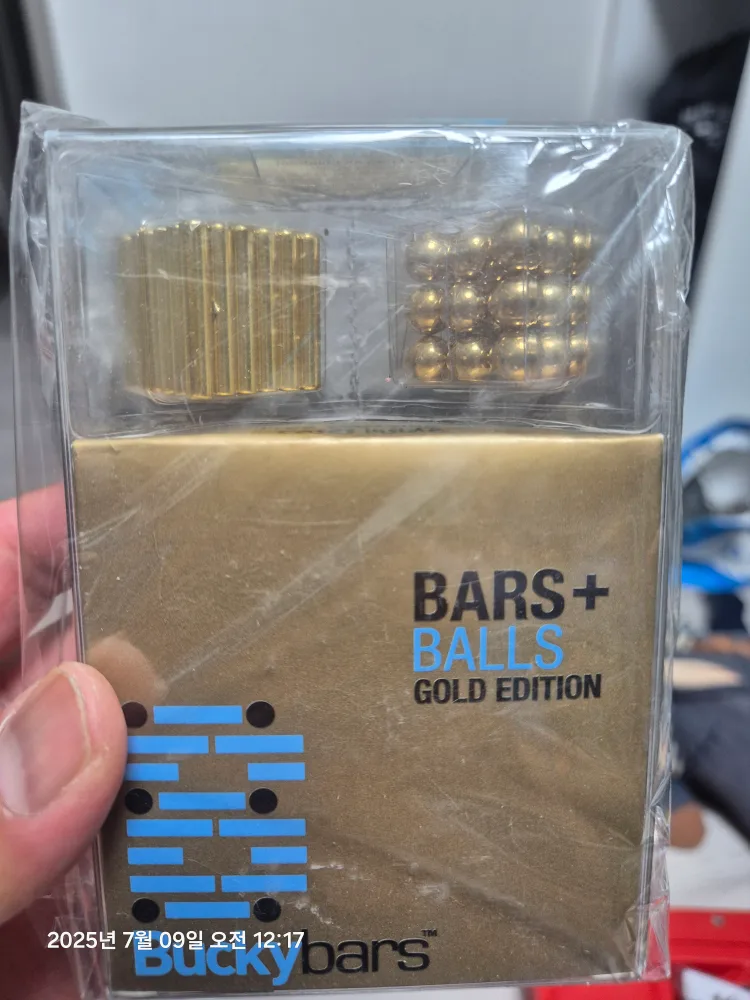 BARS+
BALLS
GOLD EDITION
2025년 7월 09일 오전 12:17
Buckybars™